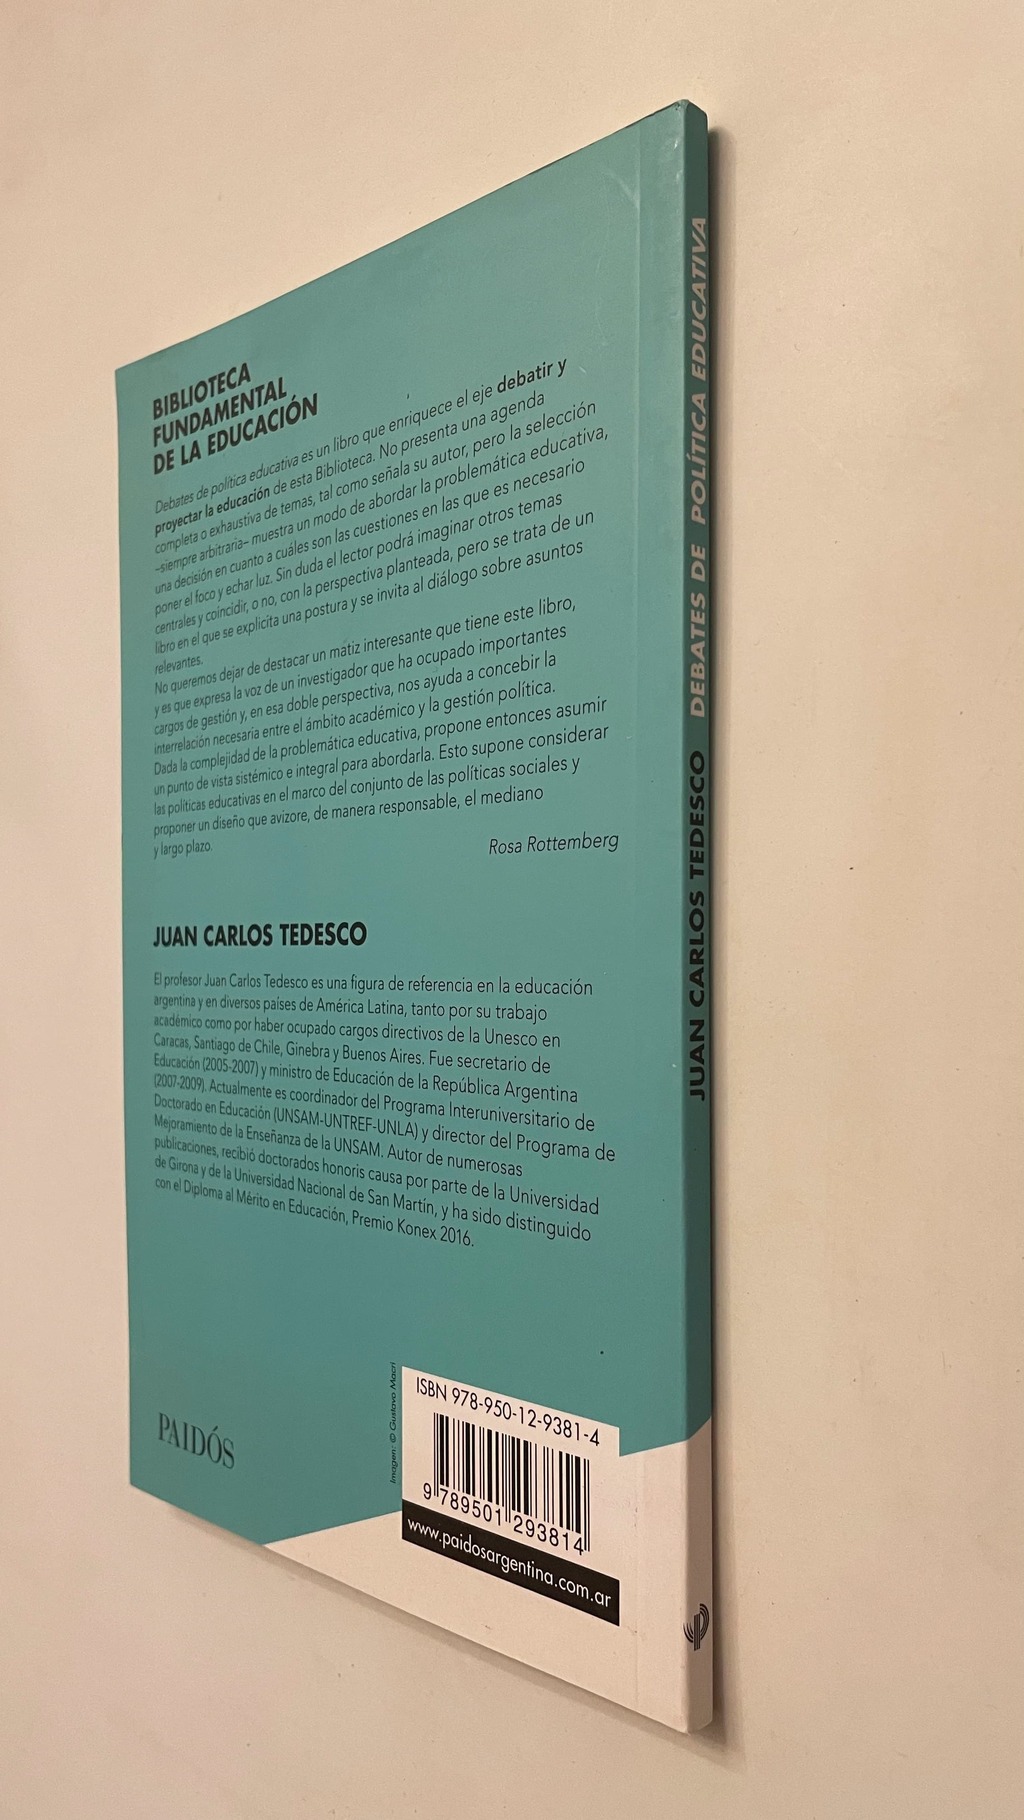 BIBLIOTECA
FUNDAMENTAL
DE LA EDUCACIÓN
Debates de política educativa es un libro que enriquece el eje debatir y
proyectar la educación de esta Biblioteca. No presenta una agenda
completa o exhaustiva de temas, tal como señala su autor, pero la selección
–siempre arbitraria– muestra un modo de abordar la problemática educativa,
una decisión en cuanto a cuáles son las cuestiones en las que es necesario
poner el foco y echar luz. Sin duda el lector podrá imaginar otros temas
centrales y coincidir, o no, con la perspectiva planteada, pero se trata de un
libro en el que se explicita una postura y se invita al diálogo sobre asuntos
relevantes.
No queremos dejar de destacar un matiz interesante que tiene este libro,
y es que expresa la voz de un investigador que ha ocupado importantes
cargos de gestión y, en esa doble perspectiva, nos ayuda a concebir la
interrelación necesaria entre el ámbito académico y la gestión política.
Dada la complejidad de la problemática educativa, propone entonces asumir
un punto de vista sistémico e integral para abordarla. Esto supone considerar
las políticas educativas en el marco del conjunto de las políticas sociales y
proponer un diseño que avizore, de manera responsable, el mediano
y largo plazo.
Rosa Rottemberg
JUAN CARLOS TEDESCO
El profesor Juan Carlos Tedesco es una figura de referencia en la educación
argentina y en diversos países de América Latina, tanto por su trabajo
académico como por haber ocupado cargos directivos de la Unesco en
Caracas, Santiago de Chile, Ginebra y Buenos Aires. Fue secretario de
Educación (2005-2007) y ministro de Educación de la República Argentina
(2007-2009). Actualmente es coordinador del Programa Interuniversitario de
Doctorado en Educación (UNSAM-UNTREF-UNLA) y director del Programa de
Mejoramiento de la Enseñanza de la UNSAM. Autor de numerosas
publicaciones, recibió doctorados honoris causa por parte de la Universidad
de Girona y de la Universidad Nacional de San Martín, y ha sido distinguido
con el Diploma al Mérito en Educación, Premio Konex 2016.
PAIDÓS
Imagen: © Gustavo Macri
ISBN 978-950-12-9381-4
9 789501 293814
www.paidosargentina.com.ar
JUAN CARLOS TEDESCO DEBATES DE POLÍTICA EDUCATIVA